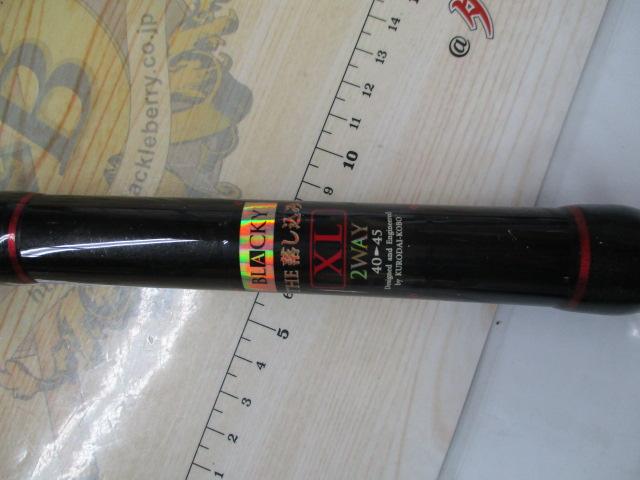 BLACKY
THE 落し込み
XL
2WAY
40►45
Designed and Engineered
by KURODAI-KOBO
ackleberry.co.jp
B
@
14
13
12
11
10
9
6
5
4
3
2
1